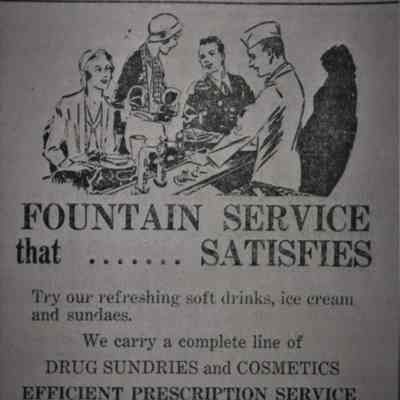 FOUNTAIN SERVICE
that ....... SATISFIES
Try our refreshing soft drinks, ice cream
and sundaes.
We carry a complete line of
DRUG SUNDRIES and COSMETICS
EFFICIENT PRESCRIPTION SERVICE